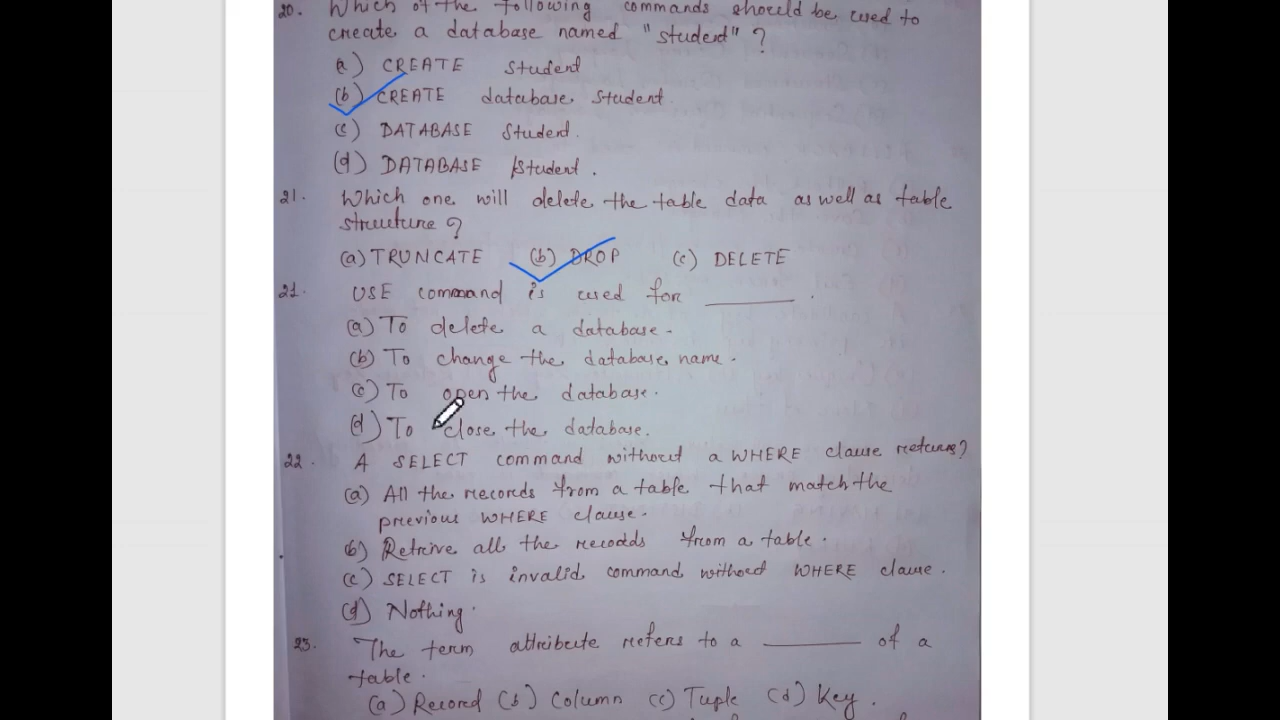 20. Which of the following commands should be used to
create a database named "student" ?
(a) CREATE student
(b) CREATE database student.
(c) DATABASE student.
(d) DATABASE student.
21. Which one will delete the table data as well as table
structure ?
(a) TRUNCATE (b) DROP (c) DELETE
21. USE command is used for ______ .
(a) To delete a database.
(b) To change the database name.
(c) To open the database.
(d) To close the database.
22. A SELECT command without a WHERE clause returns?
(a) All the records from a table that match the
previous WHERE clause.
(b) Retrive all the recodds from a table.
(c) SELECT is invalid command without WHERE clause.
(d) Nothing.
23. The term attribute refers to a ______ of a
table.
(a) Record (b) Column (c) Tuple (d) Key.